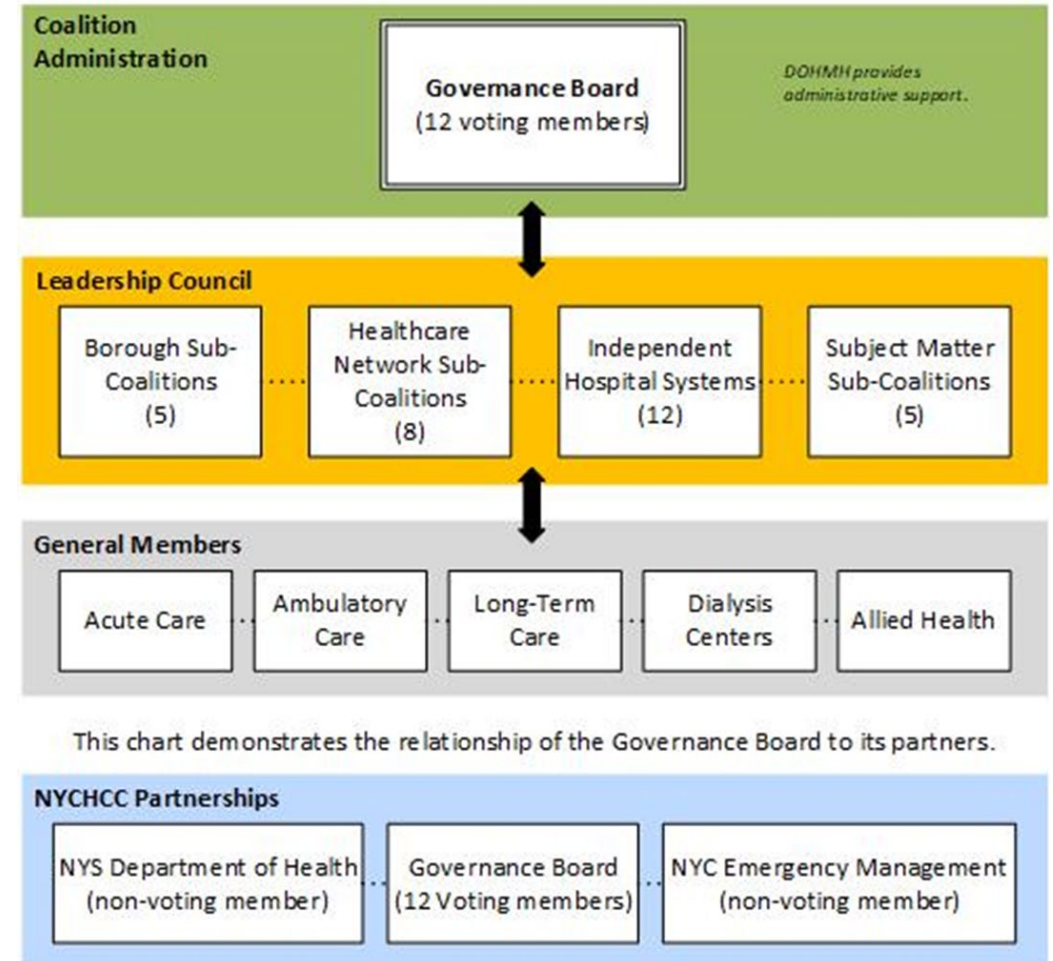 Coalition
Administration
Governance Board
(12 voting members)
DOHMH provides
administrative support.
Leadership Council
Borough Sub-
Coalitions
(5)
Healthcare
Network Sub-
Coalitions
(8)
Independent
Hospital Systems
(12)
Subject Matter
Sub-Coalitions
(5)
General Members
Acute Care
Ambulatory
Care
Long-Term
Care
Dialysis
Centers
Allied Health
This chart demonstrates the relationship of the Governance Board to its partners.
NYCHCC Partnerships
NYS Department of Health
(non-voting member)
Governance Board
(12 Voting members)
NYC Emergency Management
(non-voting member)